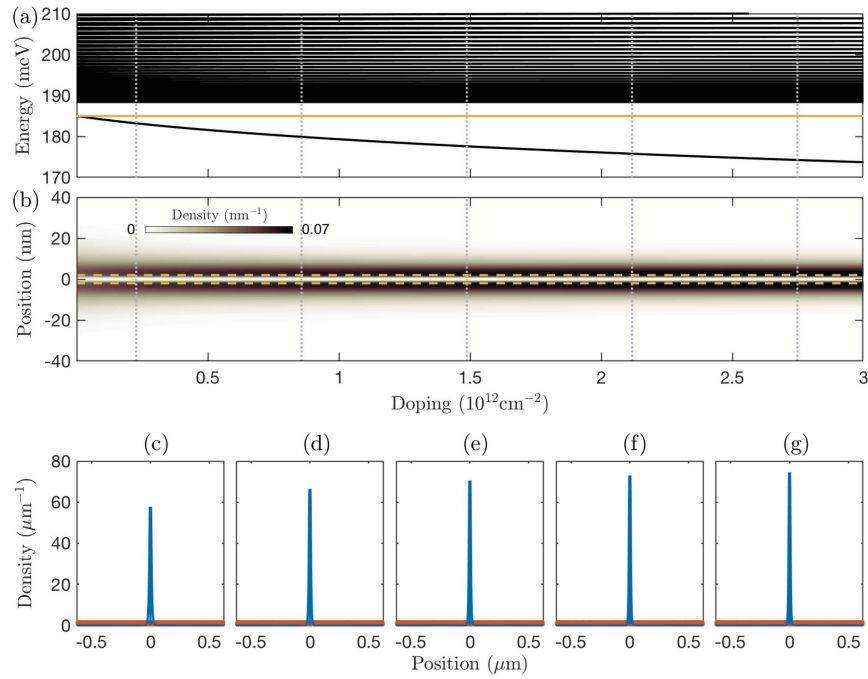 (a)
210
200
190
180
170
Energy (meV)
(b)
40
20
0
-20
-40
Position (nm)
Density (nm⁻¹)
0 0.07
0.5 1 1.5 2 2.5 3
Doping (10¹²cm⁻²)
(c) (d) (e) (f) (g)
80
60
40
20
0
Density (μm⁻¹)
-0.5 0 0.5 -0.5 0 0.5 -0.5 0 0.5 -0.5 0 0.5 -0.5 0 0.5
Position (μm)